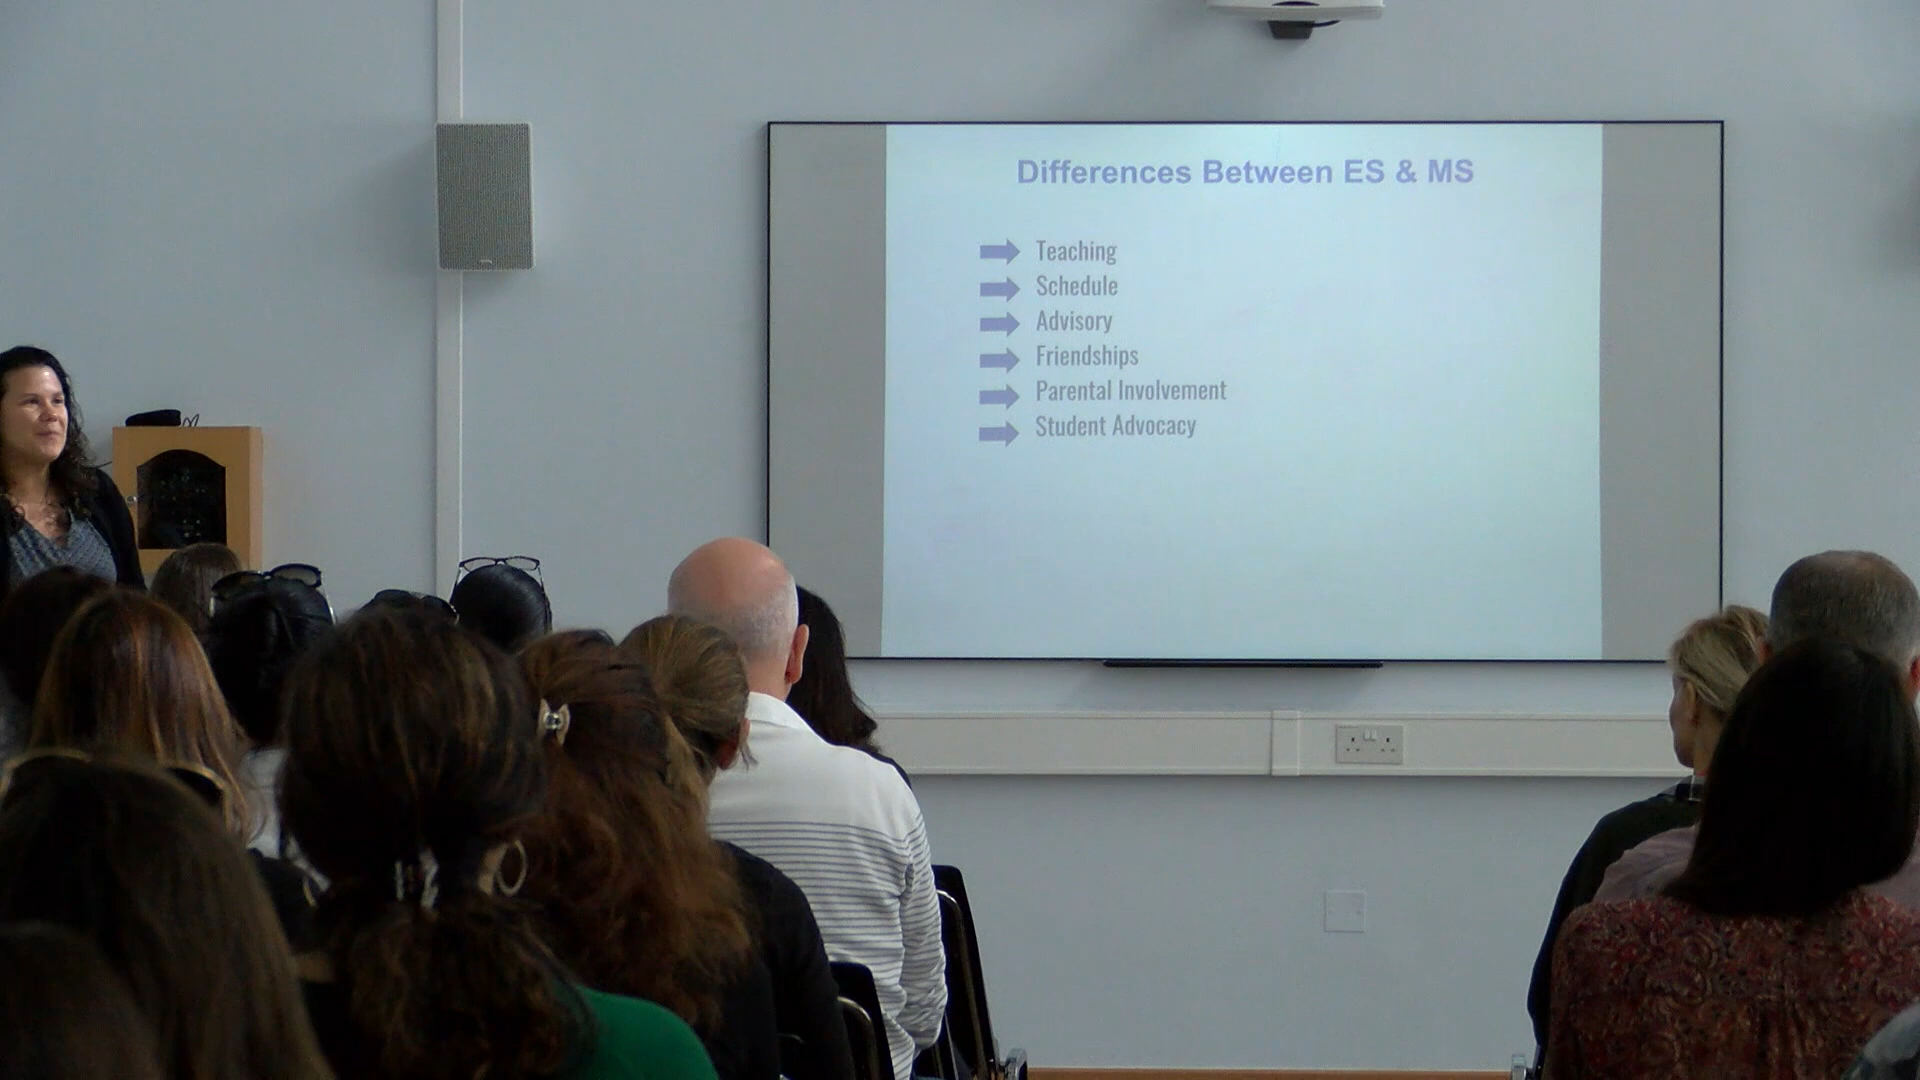 Differences Between ES & MS
Teaching
Schedule
Advisory
Friendships
Parental Involvement
Student Advocacy